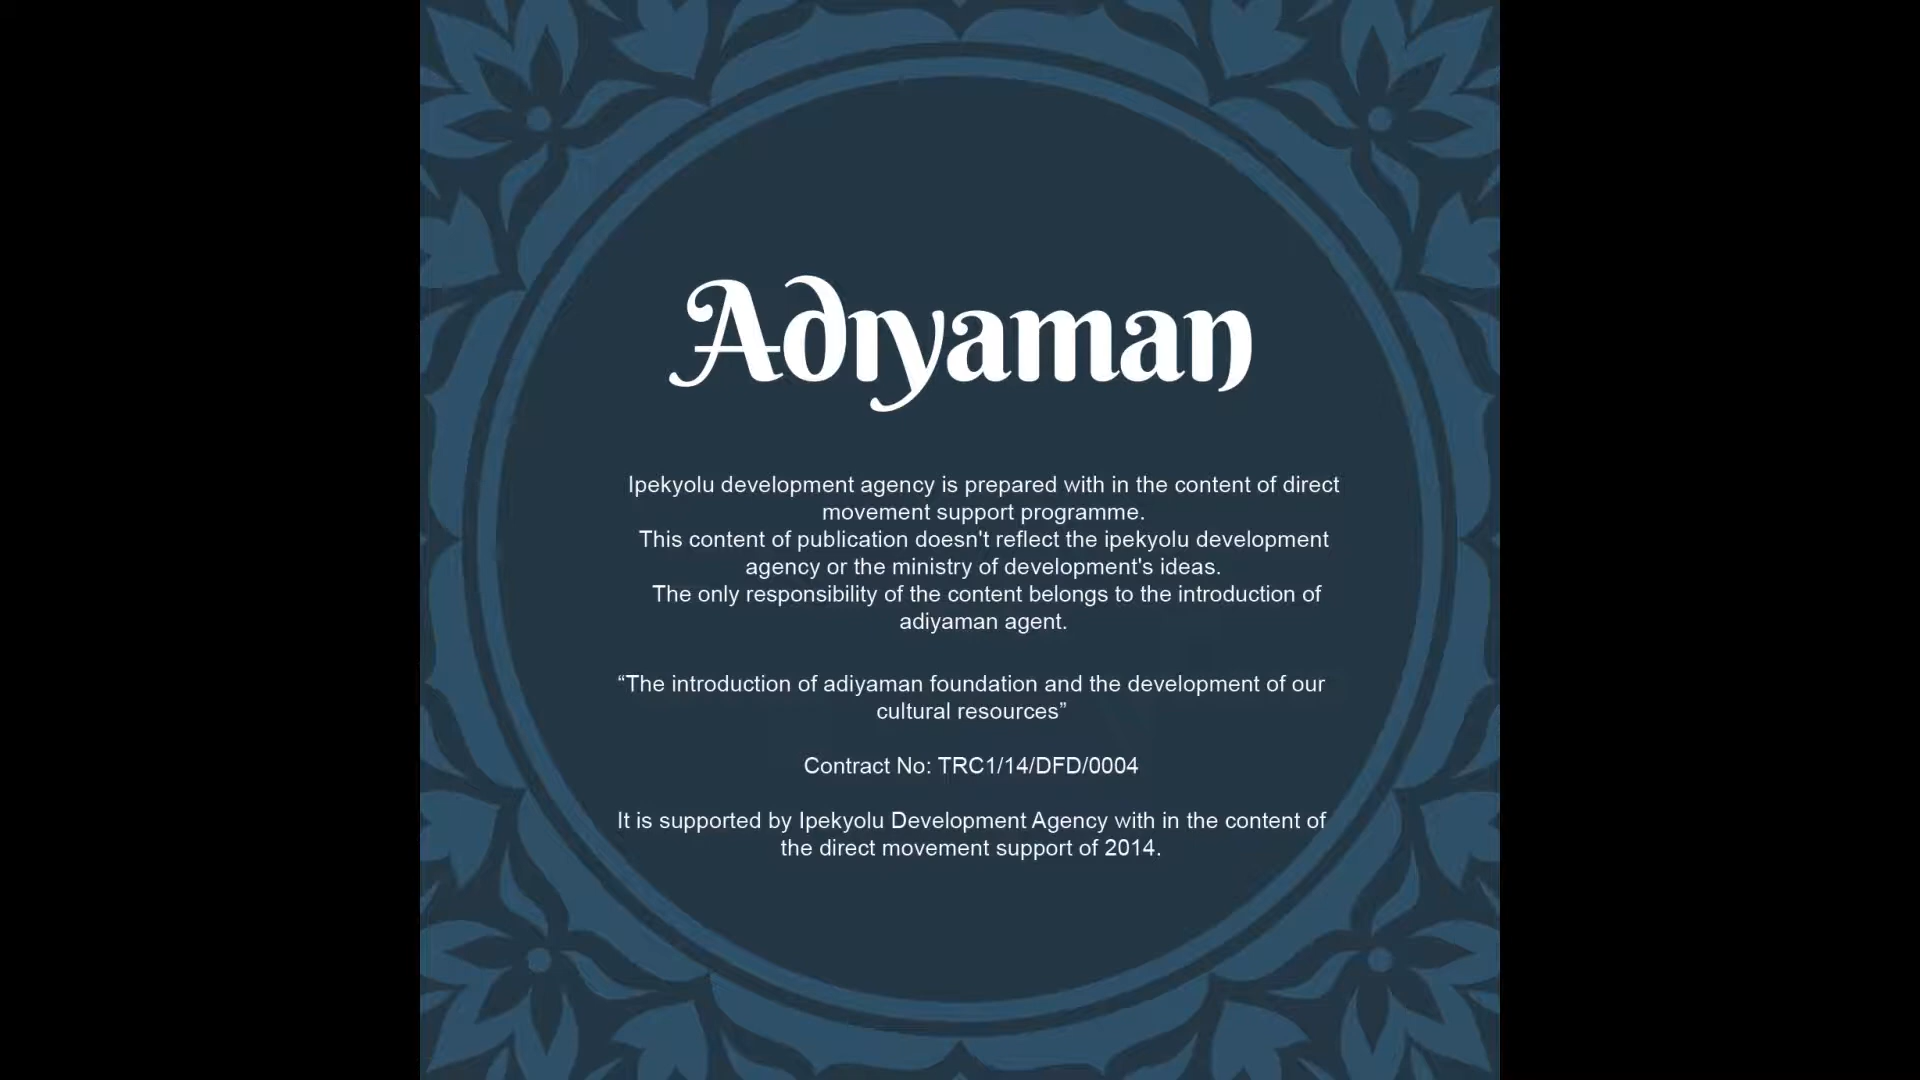 Adıyaman
Ipekyolu development agency is prepared with in the content of direct
movement support programme.
This content of publication doesn't reflect the ipekyolu development
agency or the ministry of development's ideas.
The only responsibility of the content belongs to the introduction of
adiyaman agent.
“The introduction of adiyaman foundation and the development of our
cultural resources”
Contract No: TRC1/14/DFD/0004
It is supported by Ipekyolu Development Agency with in the content of
the direct movement support of 2014.